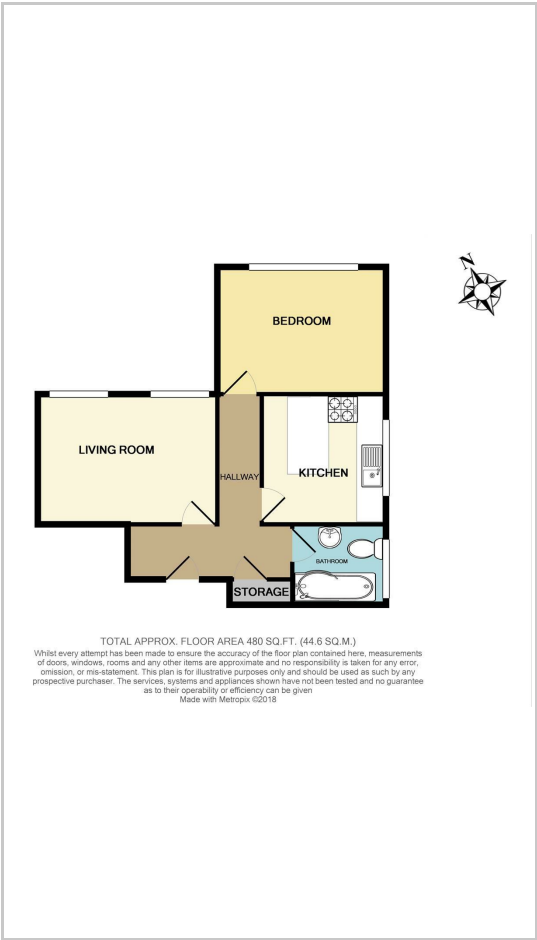 N
BEDROOM
LIVING ROOM
HALLWAY
KITCHEN
BATHROOM
STORAGE
TOTAL APPROX. FLOOR AREA 480 SQ.FT. (44.6 SQ.M.)
Whilst every attempt has been made to ensure the accuracy of the floor plan contained here, measurements
of doors, windows, rooms and any other items are approximate and no responsibility is taken for any error,
omission, or mis-statement. This plan is for illustrative purposes only and should be used as such by any
prospective purchaser. The services, systems and appliances shown have not been tested and no guarantee
as to their operability or efficiency can be given
Made with Metropix ©2018